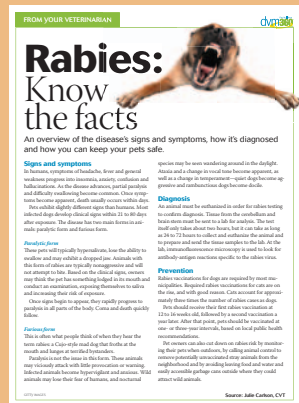 FROM YOUR VETERINARIAN
dvm360
Rabies:
Know
the facts
An overview of the disease's signs and symptoms, how it's diagnosed
and how you can keep your pets safe.
Signs and symptoms
In humans, symptoms of headache, fever and general
weakness progress into insomnia, anxiety, confusion and
hallucinations. As the disease advances, partial paralysis
and difficulty swallowing become common. Once symp-
toms become apparent, death usually occurs within days.
Pets exhibit slightly different signs than humans. Most
infected dogs develop clinical signs within 21 to 80 days
after exposure. The disease has two main forms in ani-
mals: paralytic form and furious form.
Paralytic form
These pets will typically hypersalivate, lose the ability to
swallow and may exhibit a dropped jaw. Animals with
this form of rabies are typically nonaggressive and will
not attempt to bite. Based on the clinical signs, owners
may think the pet has something lodged in its mouth and
conduct an examination, exposing themselves to saliva
and increasing their risk of exposure.
Once signs begin to appear, they rapidly progress to
paralysis in all parts of the body. Coma and death quickly
follow.
Furious form
This is often what people think of when they hear the
term rabies: a Cujo-style mad dog that froths at the
mouth and lunges at terrified bystanders.
Paralysis is not the issue in this form. These animals
may viciously attack with little provocation or warning.
Infected animals become hypervigilant and anxious. Wild
animals may lose their fear of humans, and nocturnal
species may be seen wandering around in the daylight.
Ataxia and a change in vocal tone become apparent, as
well as a change in temperament—quiet dogs become ag-
gressive and rambunctious dogs become docile.
Diagnosis
An animal must be euthanized in order for rabies testing
to confirm diagnosis. Tissue from the cerebellum and
brain stem must be sent to a lab for analysis. The test
itself only takes about two hours, but it can take as long
as 24 to 72 hours to collect and euthanize the animal and
to prepare and send the tissue samples to the lab. At the
lab, immunofluorescence microscopy is used to look for
antibody-antigen reactions specific to the rabies virus.
Prevention
Rabies vaccinations for dogs are required by most mu-
nicipalities. Required rabies vaccinations for cats are on
the rise, and with good reason. Cats account for approxi-
mately three times the number of rabies cases as dogs.
Pets should receive their first rabies vaccination at
12 to 16 weeks old, followed by a second vaccination a
year later. After that point, pets should be vaccinated at
one- or three-year intervals, based on local public health
recommendations.
Pet owners can also cut down on rabies risk by monitor-
ing their pets when outdoors, by calling animal control to
remove potentially unvaccinated stray animals from the
neighborhood and by avoiding leaving food and water and
easily accessible garbage cans outside where they could
attract wild animals.
GETTY IMAGES
Source: Julie Carlson, CVT